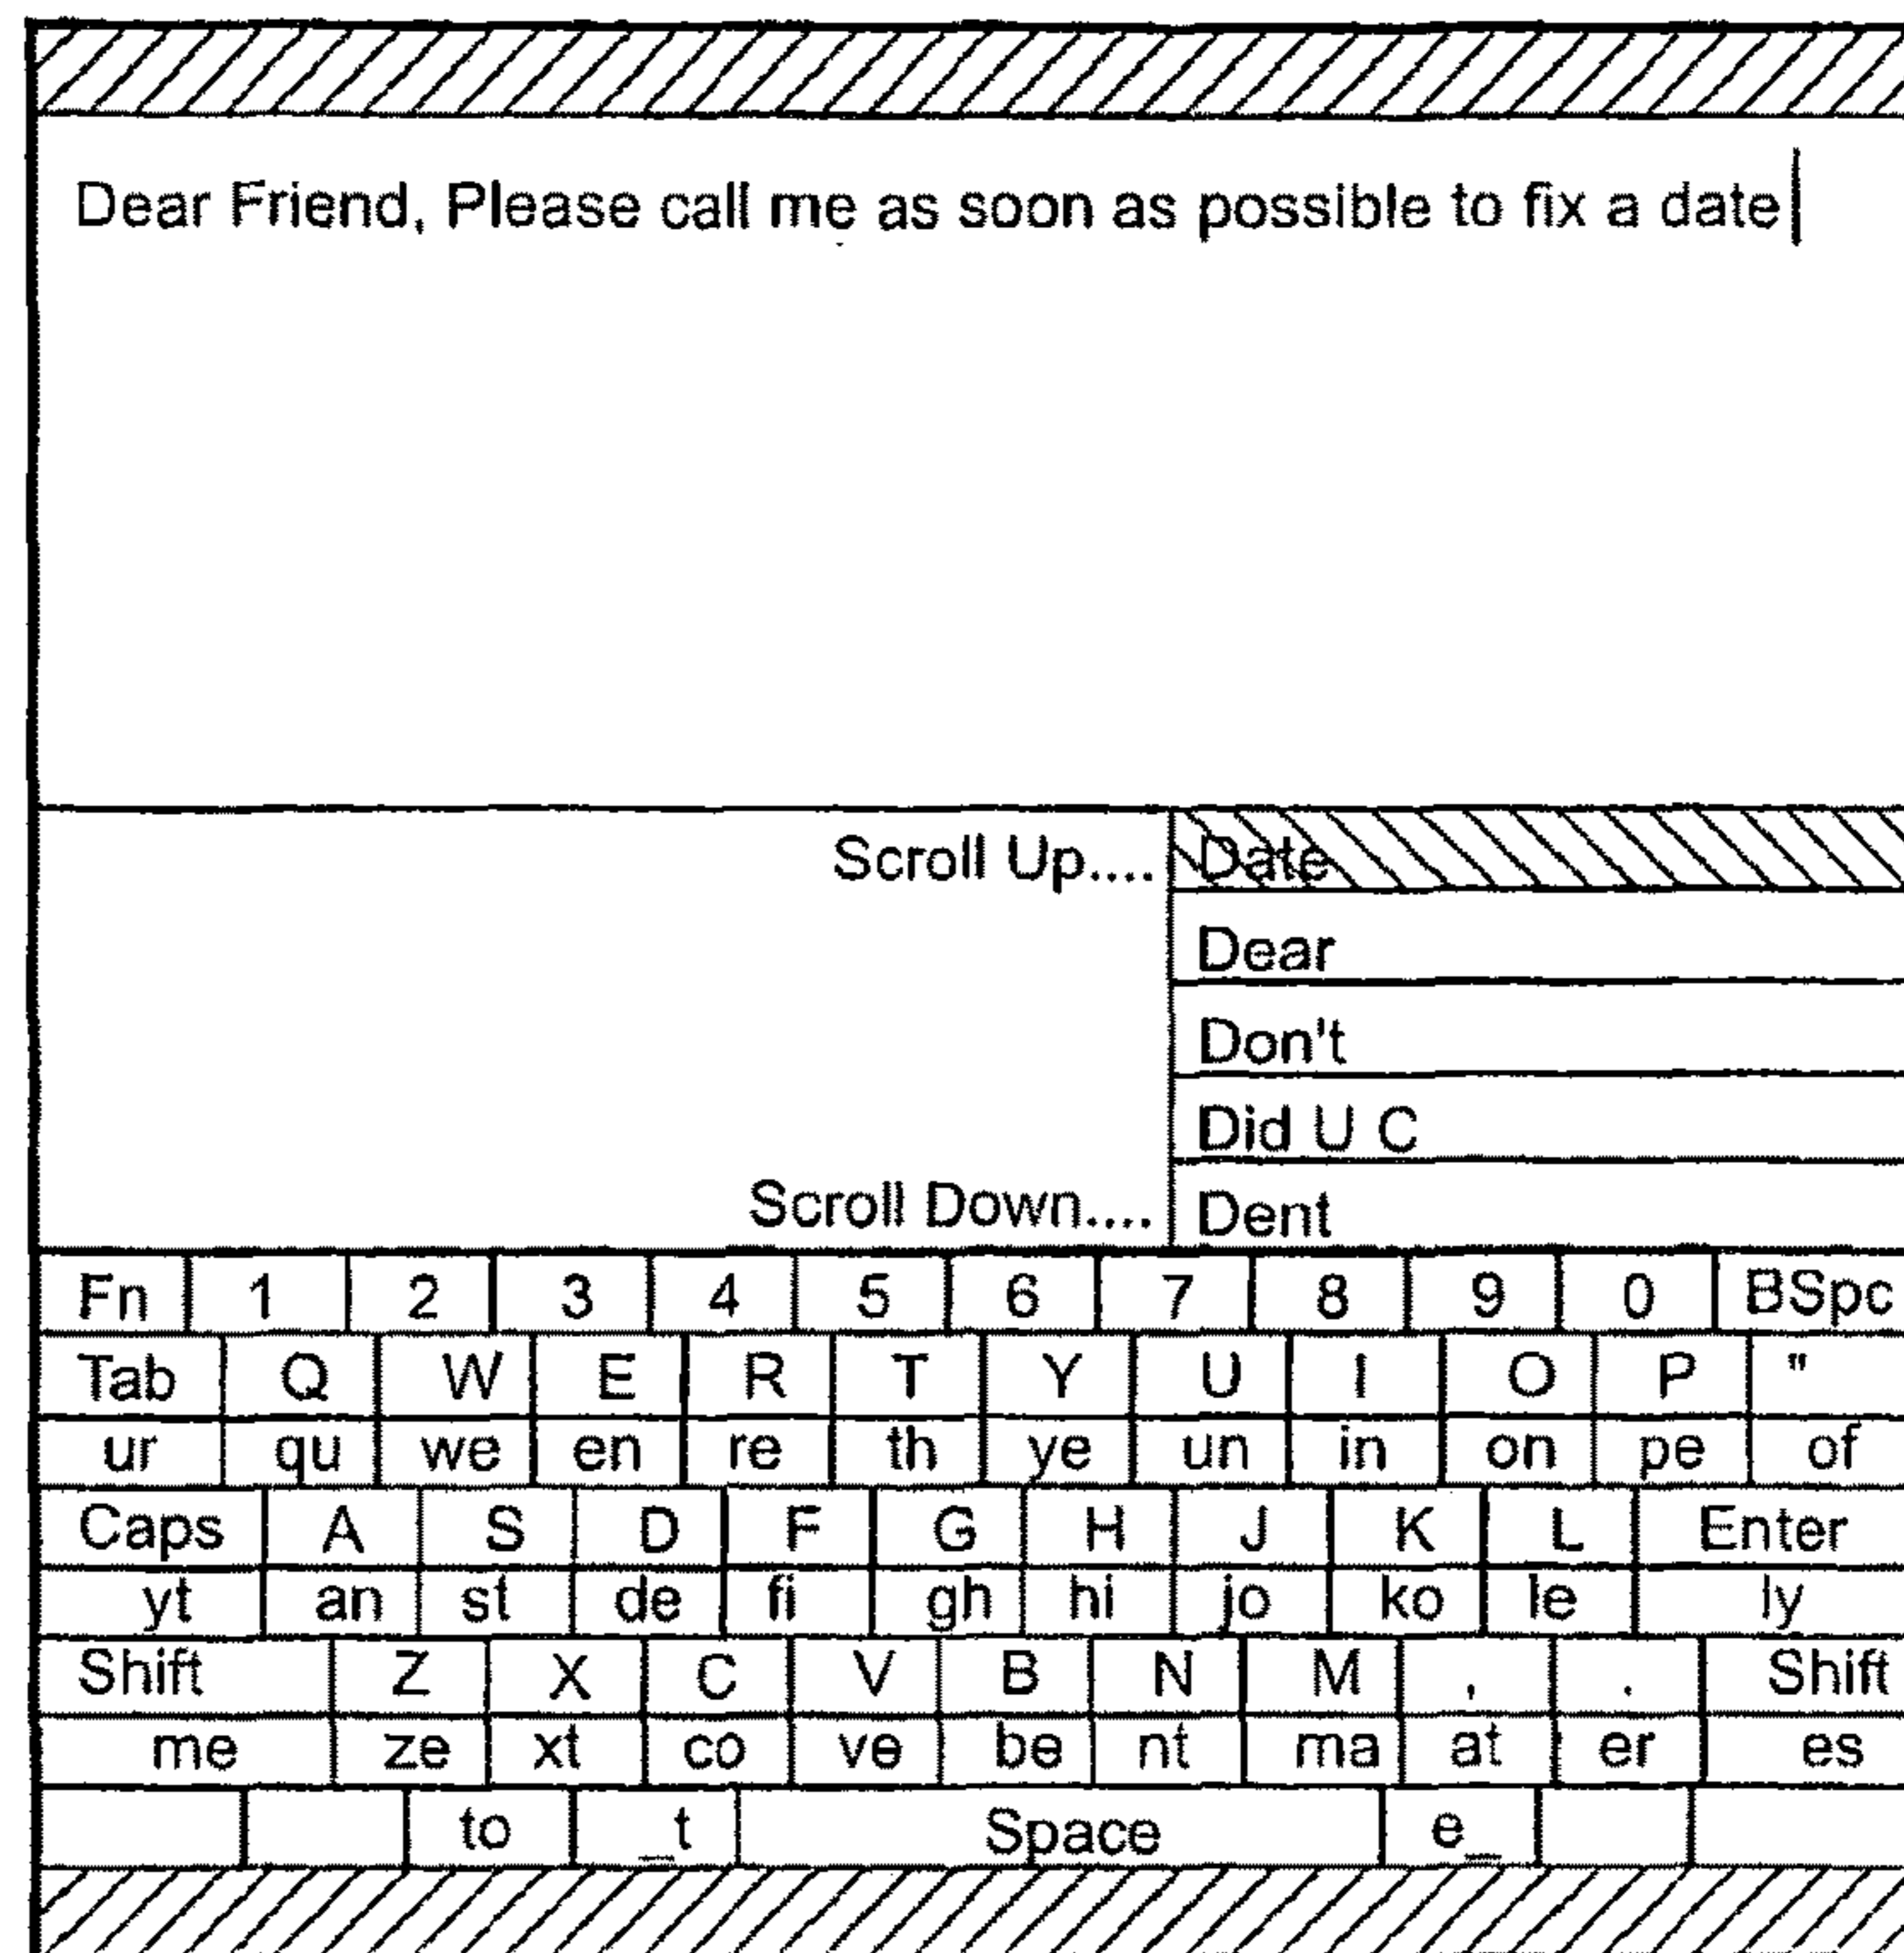 Dear Friend, Please call me as soon as possible to fix a date
Scroll Up.... Date
Dear
Don't
Did U C
Scroll Down.... Dent
Fn 1 2 3 4 5 6 7 8 9 0 BSpc
Tab Q W E R T Y U I O P "
ur qu we en re th ye un in on pe of
Caps A S D F G H J K L Enter
yt an st de fi gh hi jo ko le ly
Shift Z X C V B N M , . Shift
me ze xt co ve be nt ma at er es
to _t Space e_